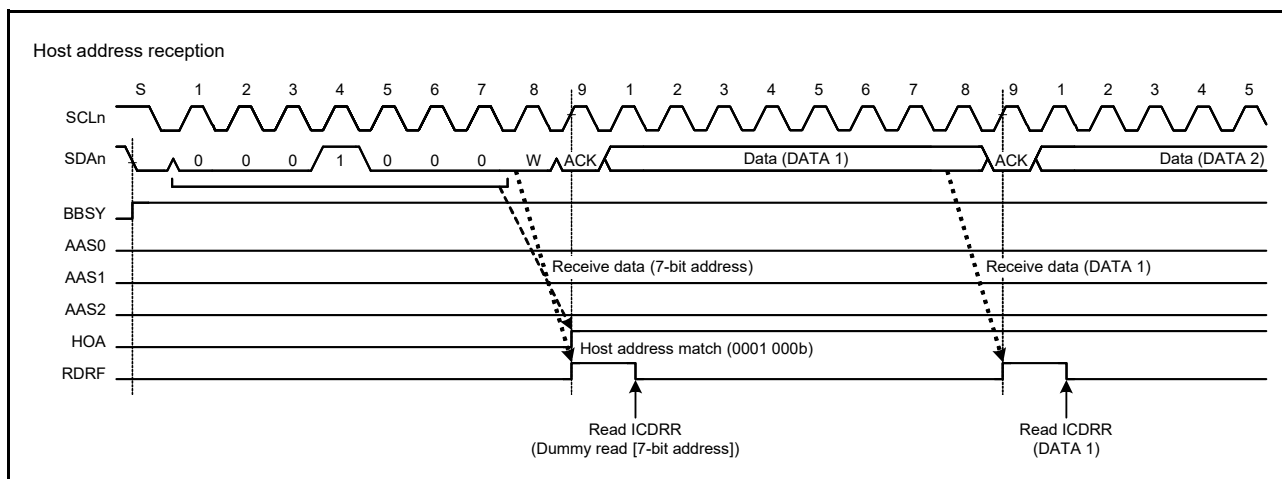 Host address reception
S 1 2 3 4 5 6 7 8 9 1 2 3 4 5 6 7 8 9 1 2 3 4 5
SCLn
SDAn 0 0 0 1 0 0 0 W ACK Data (DATA 1) ACK Data (DATA 2)
BBSY
AAS0
Receive data (7-bit address) Receive data (DATA 1)
AAS1
AAS2
HOA
Host address match (0001 000b)
RDRF
Read ICDRR Read ICDRR
(Dummy read [7-bit address]) (DATA 1)